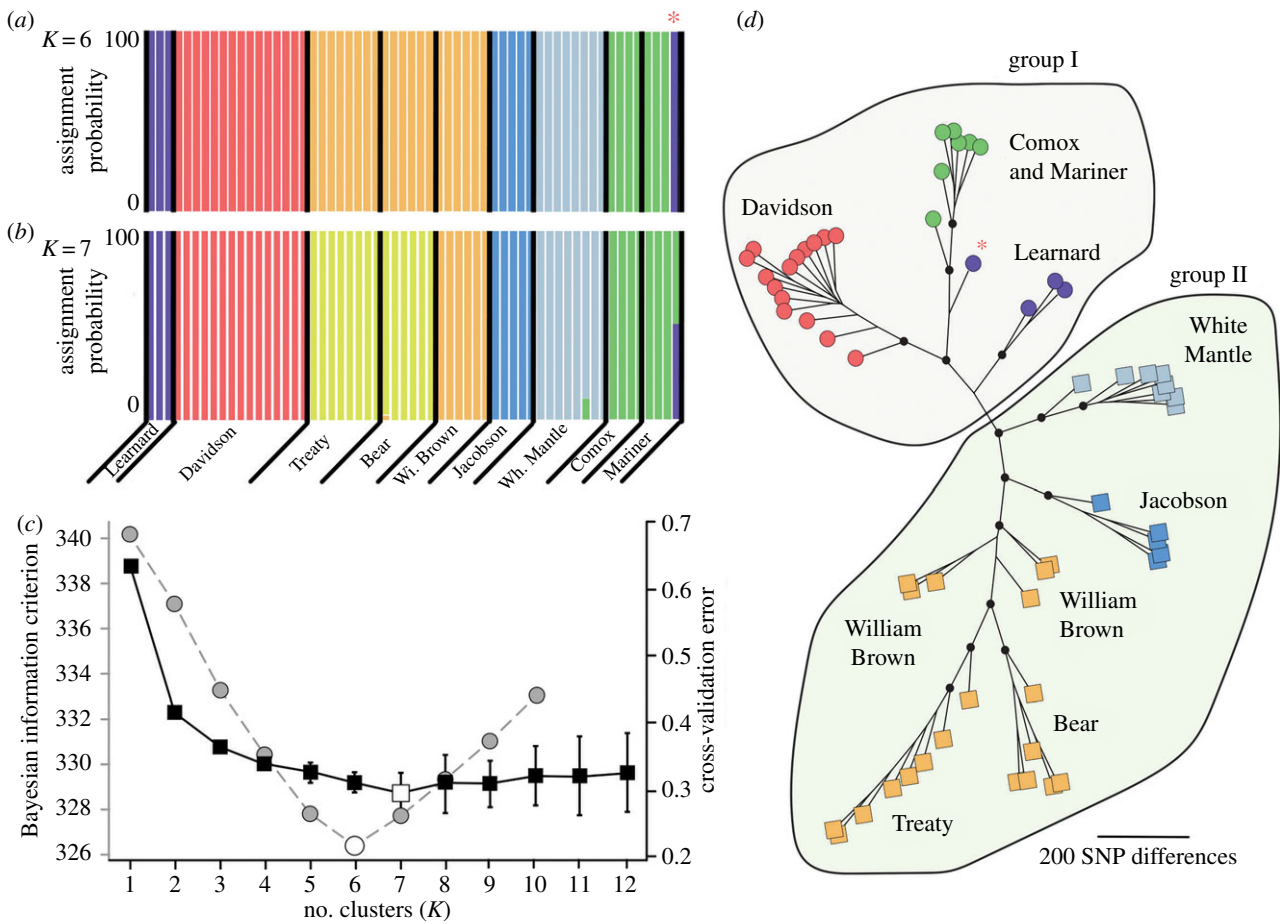 (a)
*
K = 6
100
assignment
probability
0
(b)
K = 7
100
assignment
probability
0
Learnard
Davidson
Treaty
Bear
Wi. Brown
Jacobson
Wh. Mantle
Comox
Mariner
(c)
Bayesian information criterion
340
338
336
334
332
330
328
326
0.7
0.6
0.5
0.4
0.3
0.2
cross-validation error
1 2 3 4 5 6 7 8 9 10 11 12
no. clusters (K)
(d)
group I
Comox
and Mariner
Davidson
*
Learnard
group II
White
Mantle
Jacobson
William
Brown
William
Brown
Bear
Treaty
200 SNP differences